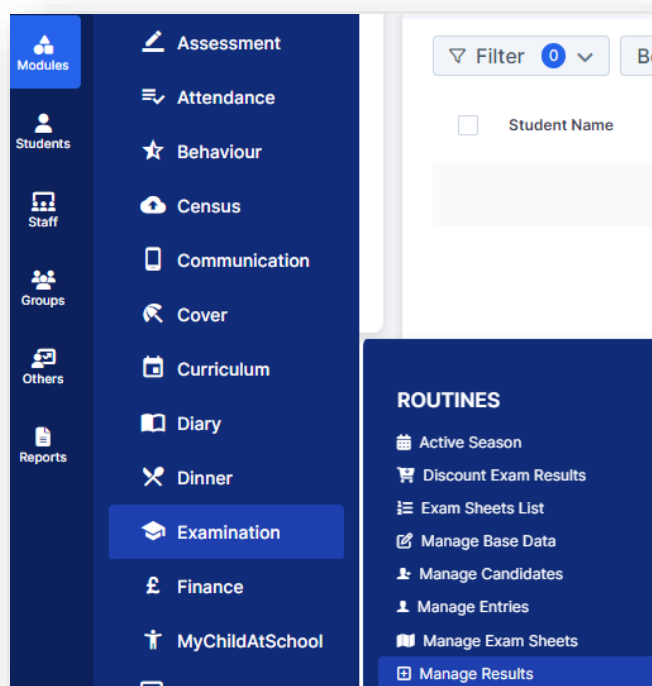 Modules
Students
Staff
Groups
Others
Reports
Assessment
Attendance
Behaviour
Census
Communication
Cover
Curriculum
Diary
Dinner
Examination
£ Finance
MyChildAtSchool
Filter 0
Student Name
ROUTINES
Active Season
Discount Exam Results
Exam Sheets List
Manage Base Data
Manage Candidates
Manage Entries
Manage Exam Sheets
Manage Results